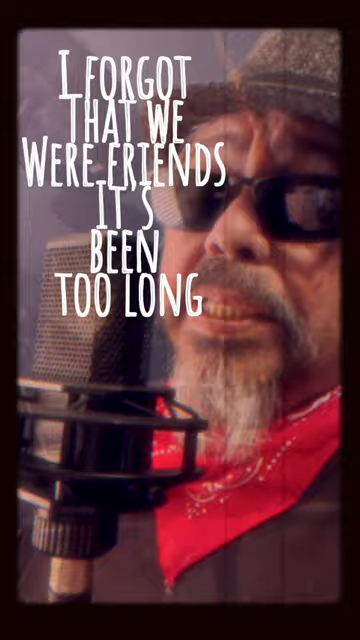 I FORGOT
THAT WE
WERE FRIENDS
IT'S
BEEN
TOO LONG